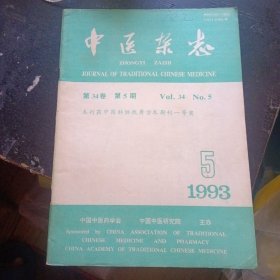 中医杂志
ZHONGYI ZAZHI
JOURNAL OF TRADITIONAL CHINESE MEDICINE
第34卷 第5期 Vol. 34 No. 5
5
1993
中国中医药学会 中国中医研究院 主办
Sponsored by CHINA ASSOCIATION OF TRADITIONAL
CHINESE MEDICINE AND PHARMACY
CHINA ACADEMY OF TRADITIONAL CHINESE MEDICINE